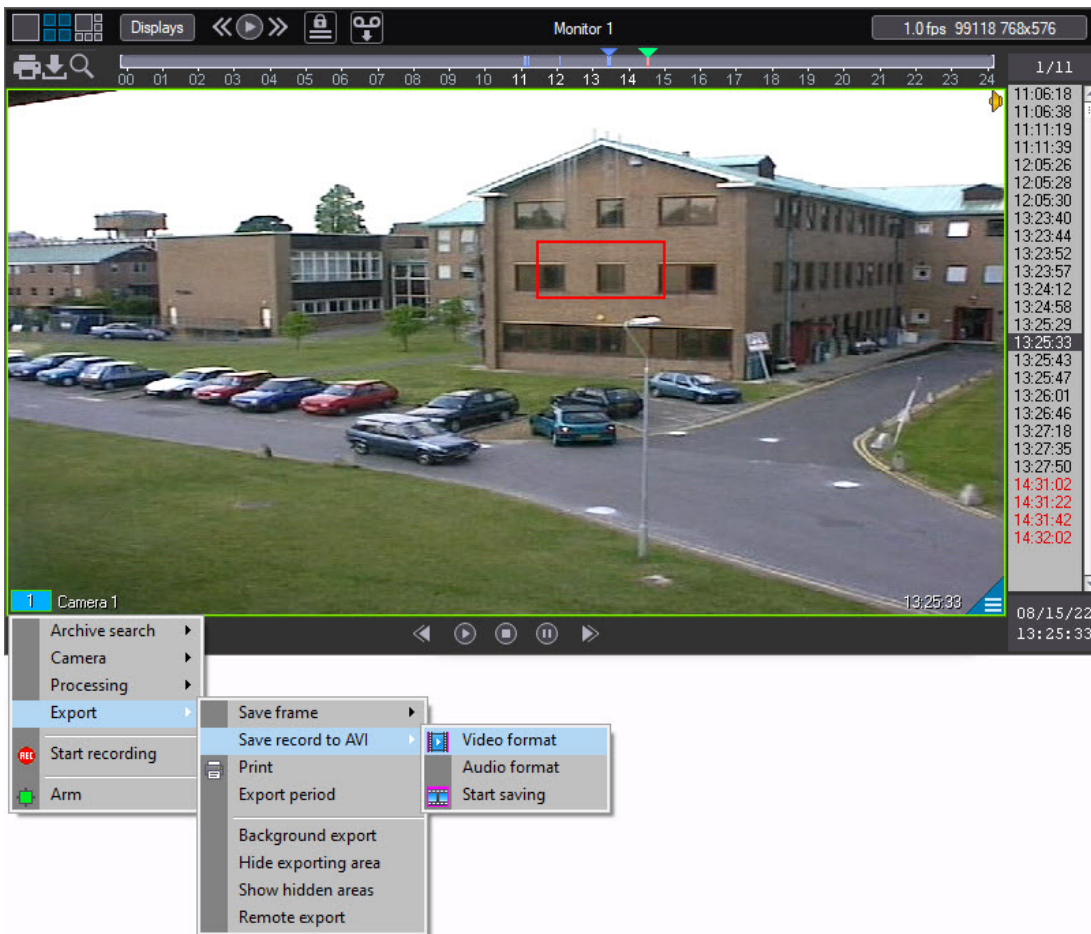 Displays
Monitor 1
1.0 fps 99118 768x576
00 01 02 03 04 05 06 07 08 09 10 11 12 13 14 15 16 17 18 19 20 21 22 23 24
1/11
11:06:18
11:06:38
11:11:19
11:11:39
12:05:26
12:05:28
12:05:30
13:23:40
13:23:44
13:23:52
13:23:57
13:24:12
13:24:58
13:25:29
13:25:33
13:25:43
13:25:47
13:26:01
13:26:46
13:27:18
13:27:35
13:27:50
14:31:02
14:31:22
14:31:42
14:32:02
1 Camera 1
13:25:33
08/15/22
13:25:33
Archive search
Camera
Processing
Export
REC Start recording
Arm
Save frame
Save record to AVI
Print
Export period
Background export
Hide exporting area
Show hidden areas
Remote export
Video format
Audio format
Start saving